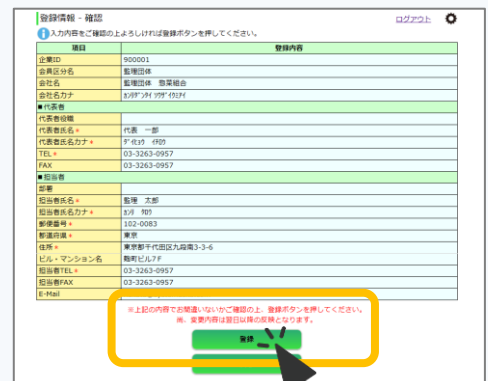 登録情報 - 確認
ログアウト
入力内容をご確認の上よろしければ登録ボタンを押してください。
項目 登録内容
企業ID 900001
会員区分名 監理団体
会社名 監理団体 惣菜組合
会社名カナ ｶﾝﾘﾀﾞﾝﾀｲ ｿｳｻﾞｲｸﾐｱｲ
■代表者
代表者役職
代表者氏名＊ 代表 一郎
代表者氏名カナ＊ ﾀﾞｲﾋｮｳ ｲﾁﾛｳ
TEL＊ 03-3263-0957
FAX 03-3263-0957
■担当者
部署
担当者氏名＊ 監理 太郎
担当者氏名カナ＊ ｶﾝﾘ ﾀﾛｳ
郵便番号＊ 102-0083
都道府県＊ 東京
住所＊ 東京都千代田区九段南3-3-6
ビル・マンション名 麹町ビル7F
担当者TEL＊ 03-3263-0957
担当者FAX 03-3263-0957
E-Mail
※上記の内容でお間違いないかご確認の上、登録ボタンを押してください。
尚、変更内容は翌日以降の反映となります。
登録